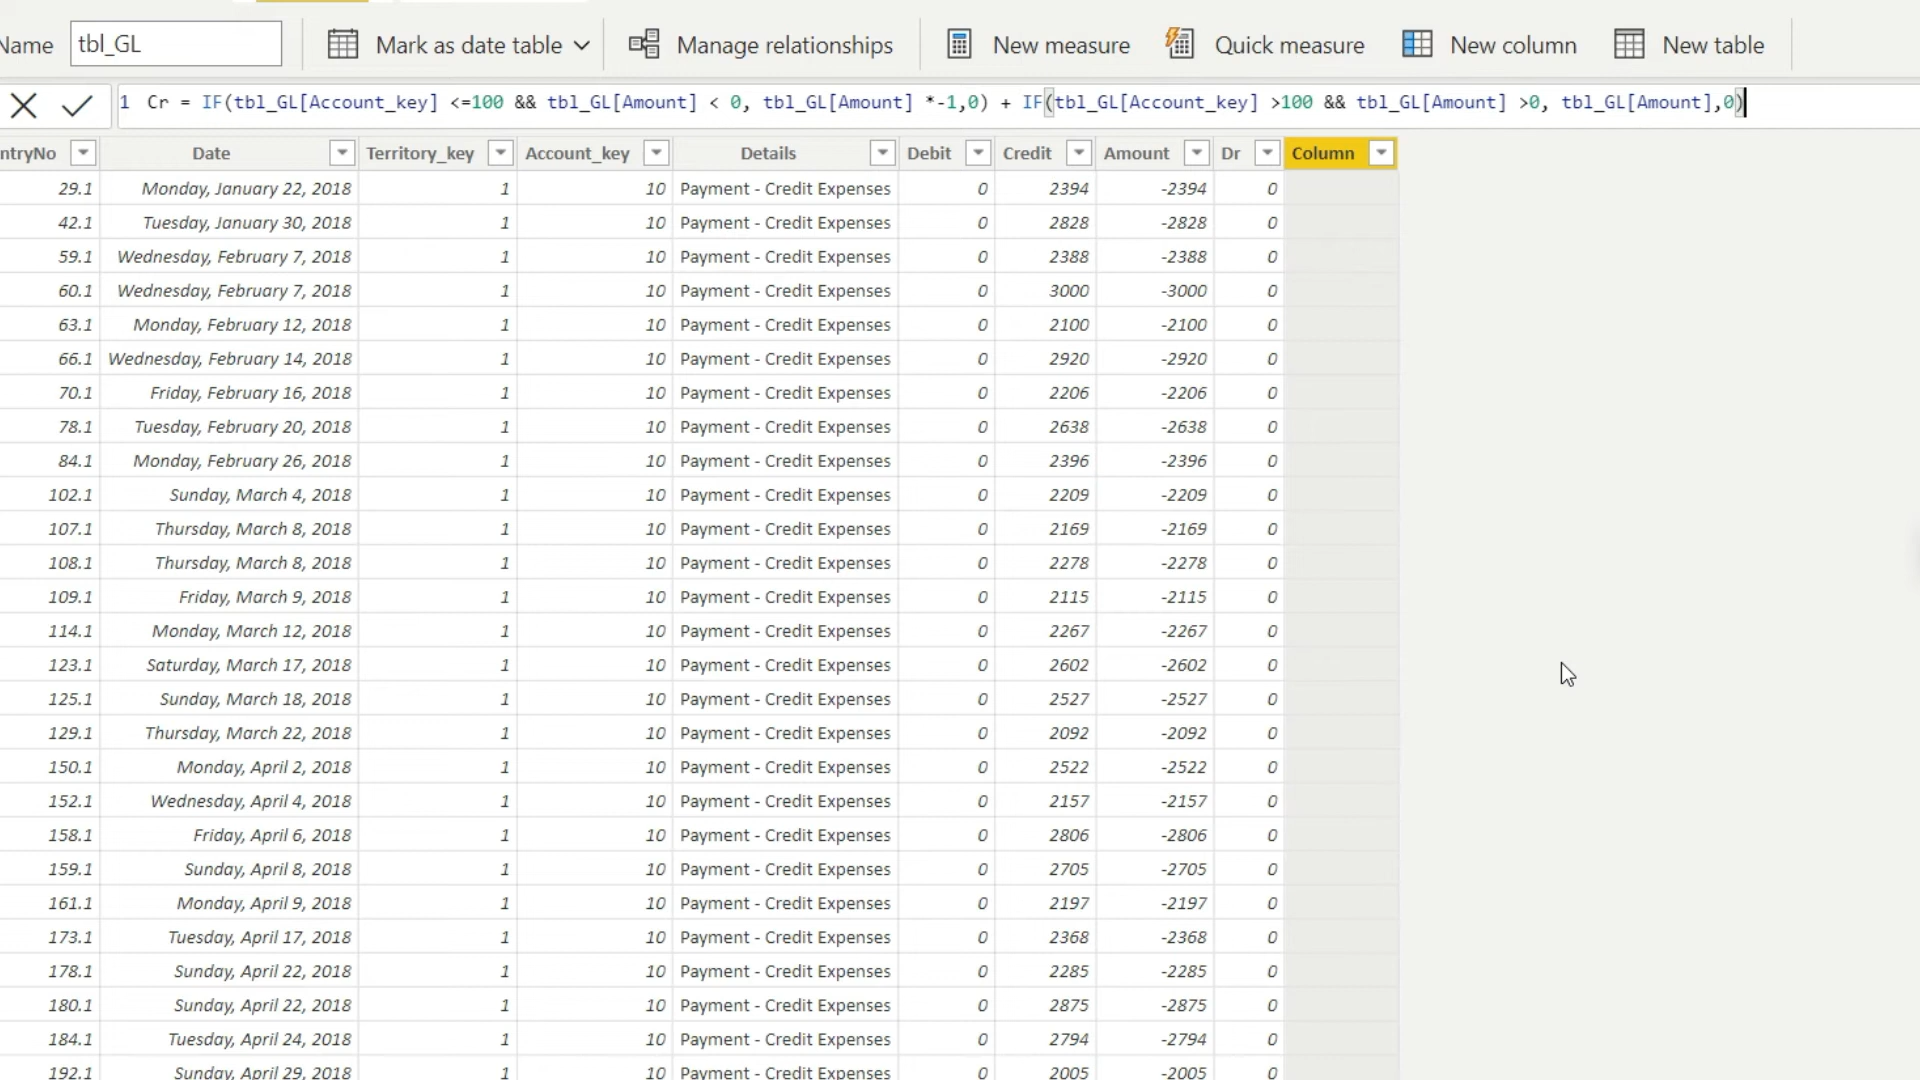 Name tbl_GL Mark as date table Manage relationships New measure Quick measure New column New table
1 Cr = IF(tbl_GL[Account_key] <=100 && tbl_GL[Amount] < 0, tbl_GL[Amount] *-1,0) + IF(tbl_GL[Account_key] >100 && tbl_GL[Amount] >0, tbl_GL[Amount],0)
ntryNo Date Territory_key Account_key Details Debit Credit Amount Dr Column
29.1 Monday, January 22, 2018 1 10 Payment - Credit Expenses 0 2394 -2394 0
42.1 Tuesday, January 30, 2018 1 10 Payment - Credit Expenses 0 2828 -2828 0
59.1 Wednesday, February 7, 2018 1 10 Payment - Credit Expenses 0 2388 -2388 0
60.1 Wednesday, February 7, 2018 1 10 Payment - Credit Expenses 0 3000 -3000 0
63.1 Monday, February 12, 2018 1 10 Payment - Credit Expenses 0 2100 -2100 0
66.1 Wednesday, February 14, 2018 1 10 Payment - Credit Expenses 0 2920 -2920 0
70.1 Friday, February 16, 2018 1 10 Payment - Credit Expenses 0 2206 -2206 0
78.1 Tuesday, February 20, 2018 1 10 Payment - Credit Expenses 0 2638 -2638 0
84.1 Monday, February 26, 2018 1 10 Payment - Credit Expenses 0 2396 -2396 0
102.1 Sunday, March 4, 2018 1 10 Payment - Credit Expenses 0 2209 -2209 0
107.1 Thursday, March 8, 2018 1 10 Payment - Credit Expenses 0 2169 -2169 0
108.1 Thursday, March 8, 2018 1 10 Payment - Credit Expenses 0 2278 -2278 0
109.1 Friday, March 9, 2018 1 10 Payment - Credit Expenses 0 2115 -2115 0
114.1 Monday, March 12, 2018 1 10 Payment - Credit Expenses 0 2267 -2267 0
123.1 Saturday, March 17, 2018 1 10 Payment - Credit Expenses 0 2602 -2602 0
125.1 Sunday, March 18, 2018 1 10 Payment - Credit Expenses 0 2527 -2527 0
129.1 Thursday, March 22, 2018 1 10 Payment - Credit Expenses 0 2092 -2092 0
150.1 Monday, April 2, 2018 1 10 Payment - Credit Expenses 0 2522 -2522 0
152.1 Wednesday, April 4, 2018 1 10 Payment - Credit Expenses 0 2157 -2157 0
158.1 Friday, April 6, 2018 1 10 Payment - Credit Expenses 0 2806 -2806 0
159.1 Sunday, April 8, 2018 1 10 Payment - Credit Expenses 0 2705 -2705 0
161.1 Monday, April 9, 2018 1 10 Payment - Credit Expenses 0 2197 -2197 0
173.1 Tuesday, April 17, 2018 1 10 Payment - Credit Expenses 0 2368 -2368 0
178.1 Sunday, April 22, 2018 1 10 Payment - Credit Expenses 0 2285 -2285 0
180.1 Sunday, April 22, 2018 1 10 Payment - Credit Expenses 0 2875 -2875 0
184.1 Tuesday, April 24, 2018 1 10 Payment - Credit Expenses 0 2794 -2794 0
192.1 Sunday, April 29, 2018 1 10 Payment - Credit Expenses 0 2005 -2005 0